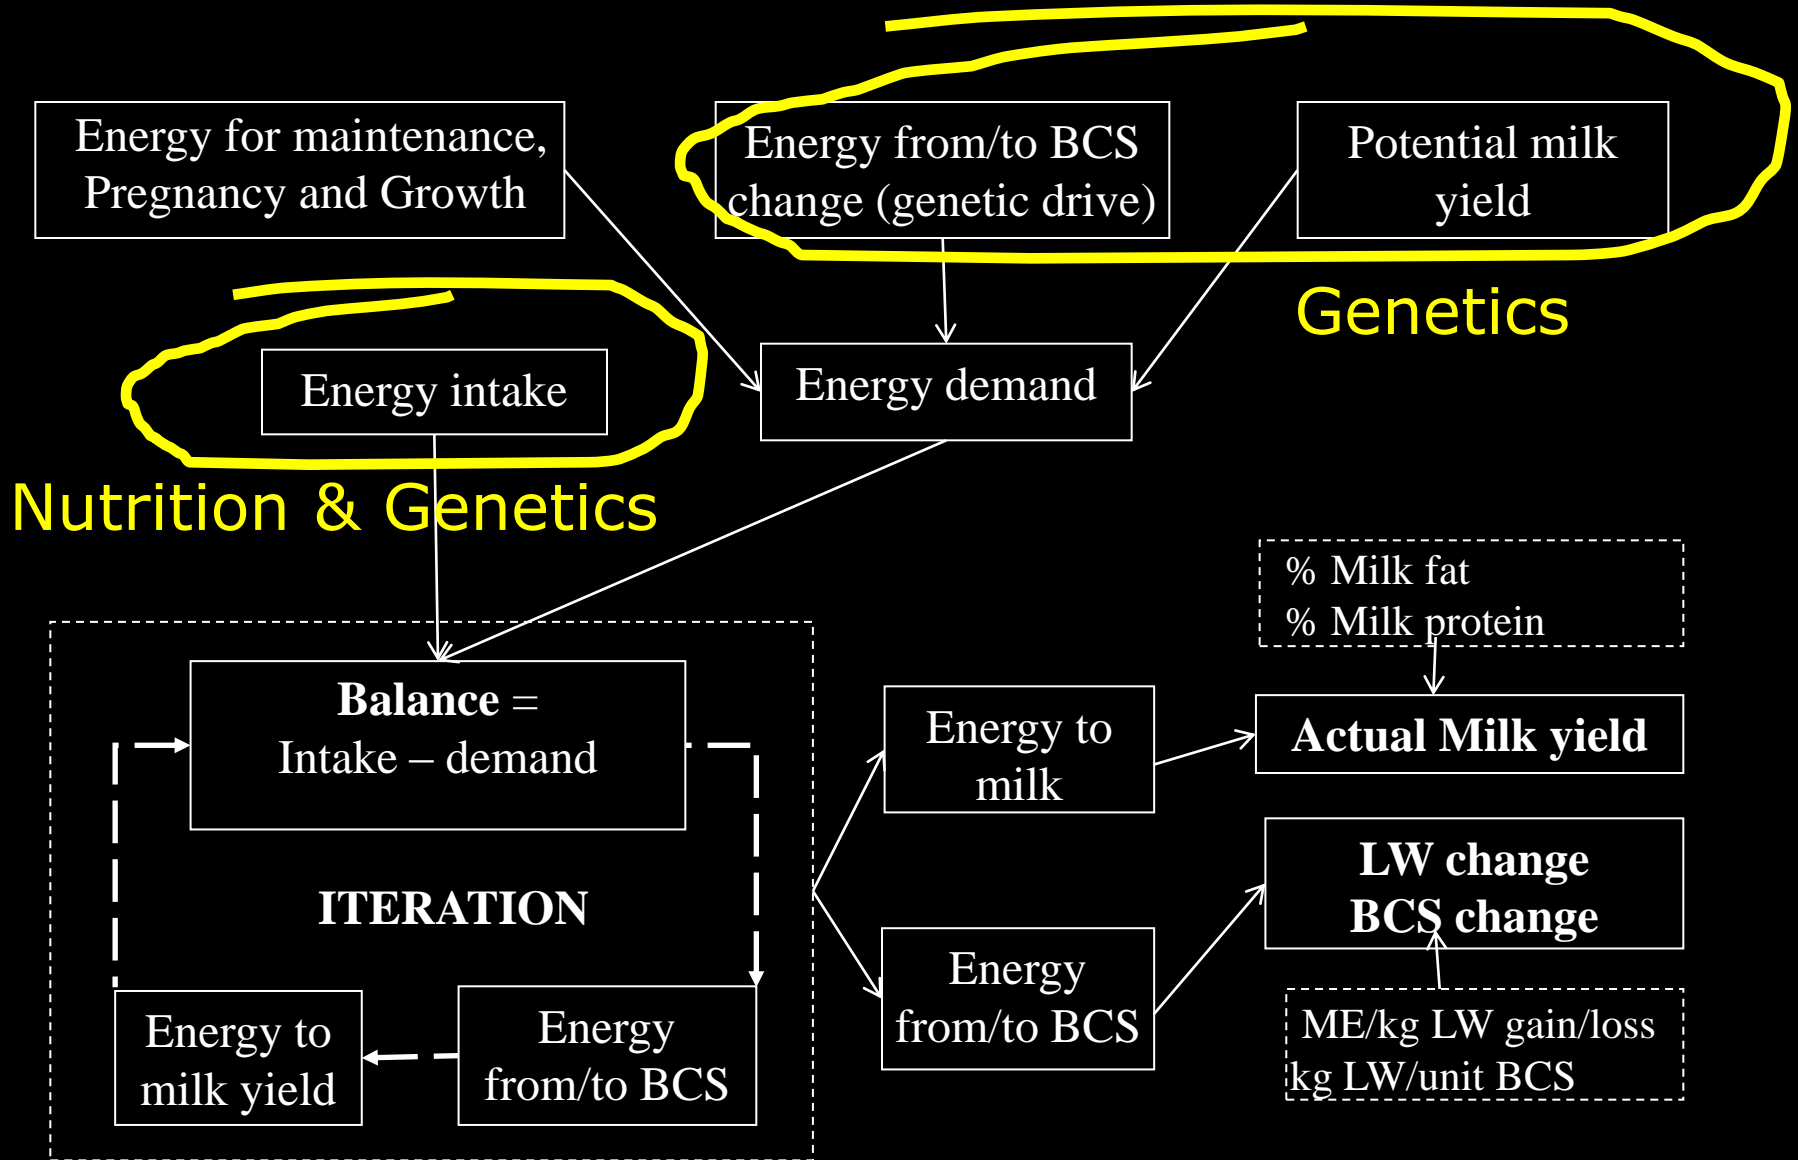 Energy for maintenance,
Pregnancy and Growth
Energy from/to BCS
change (genetic drive)
Potential milk
yield
Genetics
Energy intake
Energy demand
Nutrition & Genetics
% Milk fat
% Milk protein
Balance =
Intake – demand
Energy to
milk
Actual Milk yield
LW change
BCS change
ITERATION
Energy
from/to BCS
Energy to
milk yield
Energy
from/to BCS
ME/kg LW gain/loss
kg LW/unit BCS